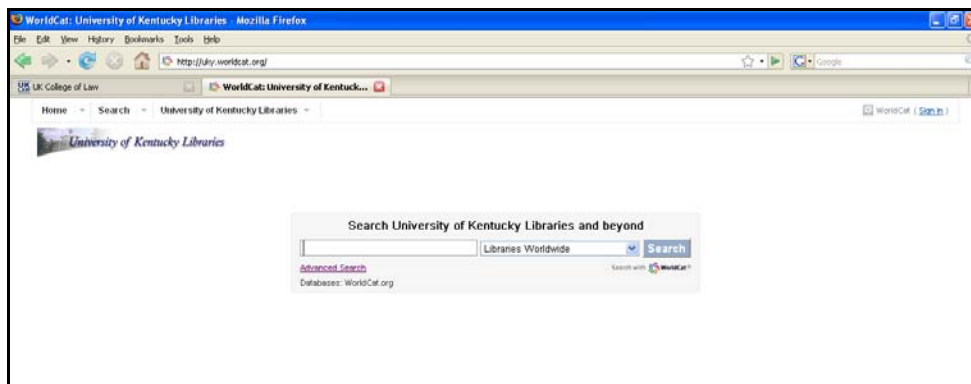 WorldCat: University of Kentucky Libraries - Mozilla Firefox
File Edit View History Bookmarks Tools Help
http://uky.worldcat.org/
Google
UK College of Law
WorldCat: University of Kentuck...
Home Search University of Kentucky Libraries
WorldCat ( Sign in )
University of Kentucky Libraries
Search University of Kentucky Libraries and beyond
Libraries Worldwide
Search
Advanced Search
Search with WorldCat
Databases: WorldCat.org